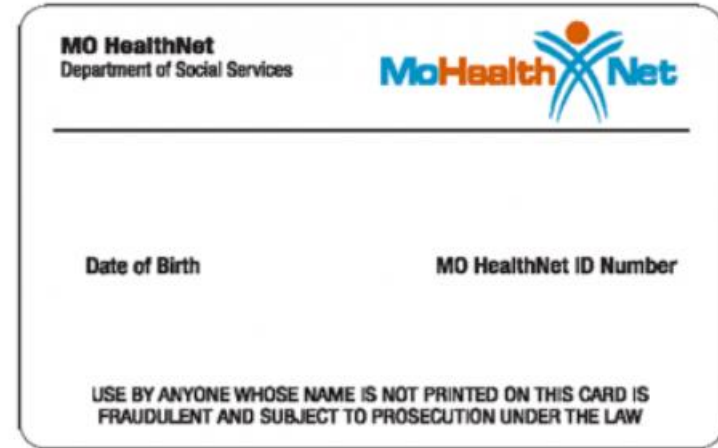 MO HealthNet
Department of Social Services
MoHealthNet
Date of Birth
MO HealthNet ID Number
USE BY ANYONE WHOSE NAME IS NOT PRINTED ON THIS CARD IS
FRAUDULENT AND SUBJECT TO PROSECUTION UNDER THE LAW